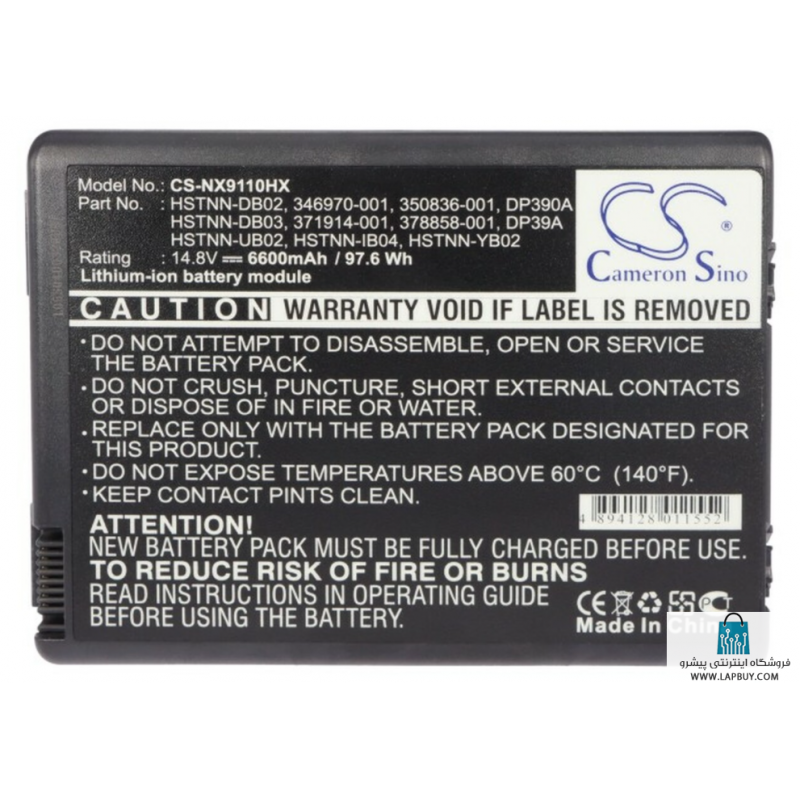 Model No.: CS-NX9110HX
Part No. : HSTNN-DB02, 346970-001, 350836-001, DP390A
HSTNN-DB03, 371914-001, 378858-001, DP39A
HSTNN-UB02, HSTNN-IB04, HSTNN-YB02
Rating : 14.8V 6600mAh / 97.6 Wh
Lithium-ion battery module
CS
Cameron Sino
CAUTION WARRANTY VOID IF LABEL IS REMOVED
•DO NOT ATTEMPT TO DISASSEMBLE, OPEN OR SERVICE
THE BATTERY PACK.
•DO NOT CRUSH, PUNCTURE, SHORT EXTERNAL CONTACTS
OR DISPOSE OF IN FIRE OR WATER.
•REPLACE ONLY WITH THE BATTERY PACK DESIGNATED FOR
THIS PRODUCT.
•DO NOT EXPOSE TEMPERATURES ABOVE 60°C (140°F).
•KEEP CONTACT PINTS CLEAN.
4 894128 011552
ATTENTION!
NEW BATTERY PACK MUST BE FULLY CHARGED BEFORE USE.
TO REDUCE RISK OF FIRE OR BURNS
READ INSTRUCTIONS IN OPERATING GUIDE
BEFORE USING THE BATTERY.
CE
Made In China
فروشگاه اینترنتی پیشرو
WWW.LAPBUY.COM